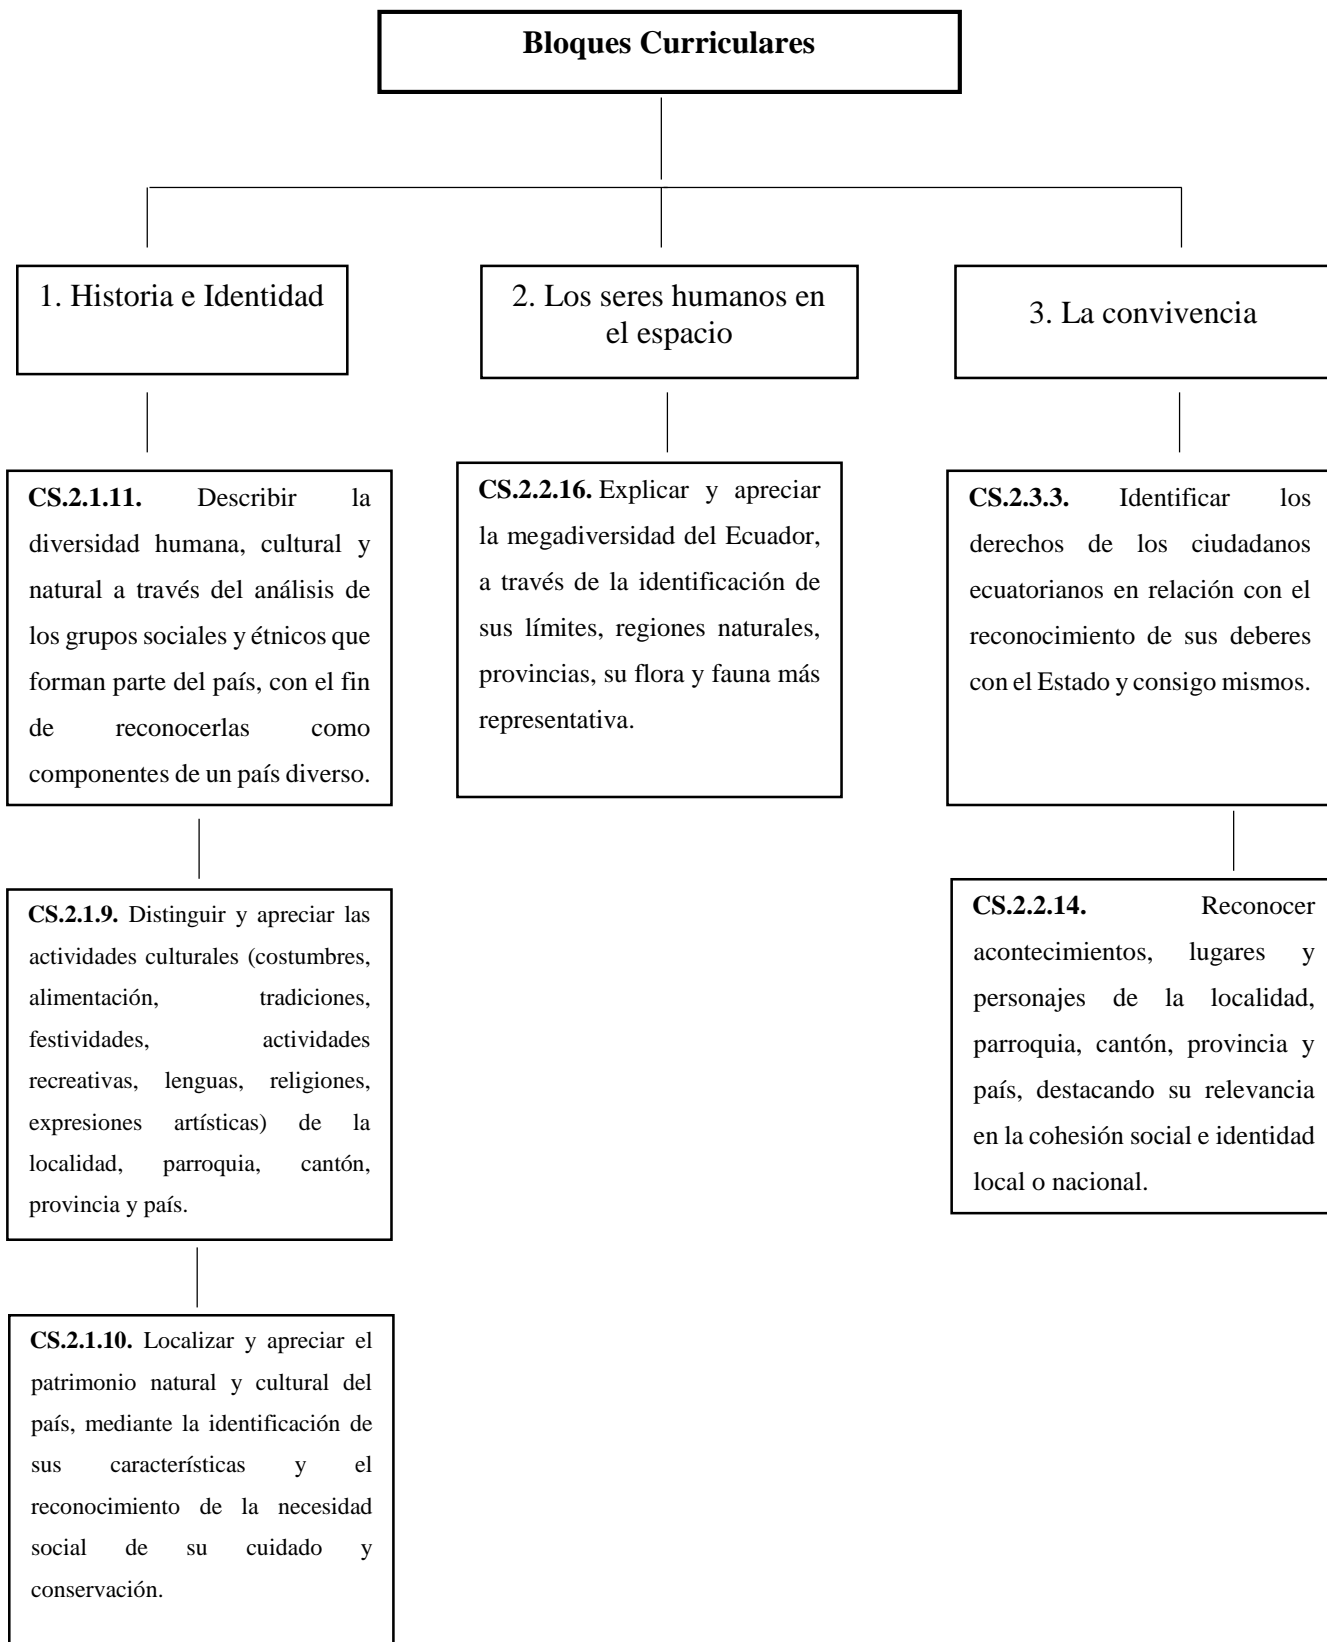 Bloques Curriculares
1. Historia e Identidad
2. Los seres humanos en
el espacio
3. La convivencia
CS.2.1.11. Describir la
diversidad humana, cultural y
natural a través del análisis de
los grupos sociales y étnicos que
forman parte del país, con el fin
de reconocerlas como
componentes de un país diverso.
CS.2.2.16. Explicar y apreciar
la megadiversidad del Ecuador,
a través de la identificación de
sus límites, regiones naturales,
provincias, su flora y fauna más
representativa.
CS.2.3.3. Identificar los
derechos de los ciudadanos
ecuatorianos en relación con el
reconocimiento de sus deberes
con el Estado y consigo mismos.
CS.2.1.9. Distinguir y apreciar las
actividades culturales (costumbres,
alimentación, tradiciones,
festividades, actividades
recreativas, lenguas, religiones,
expresiones artísticas) de la
localidad, parroquia, cantón,
provincia y país.
CS.2.2.14. Reconocer
acontecimientos, lugares y
personajes de la localidad,
parroquia, cantón, provincia y
país, destacando su relevancia
en la cohesión social e identidad
local o nacional.
CS.2.1.10. Localizar y apreciar el
patrimonio natural y cultural del
país, mediante la identificación de
sus características y el
reconocimiento de la necesidad
social de su cuidado y
conservación.